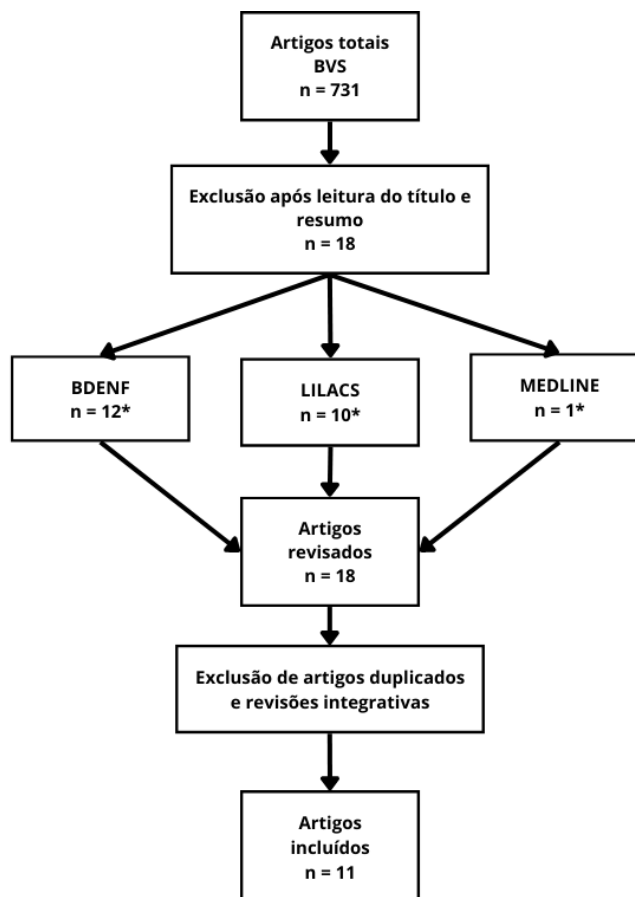 Artigos totais
BVS
n = 731
Exclusão após leitura do título e
resumo
n = 18
BDENF
n = 12*
LILACS
n = 10*
MEDLINE
n = 1*
Artigos
revisados
n = 18
Exclusão de artigos duplicados
e revisões integrativas
Artigos
incluídos
n = 11